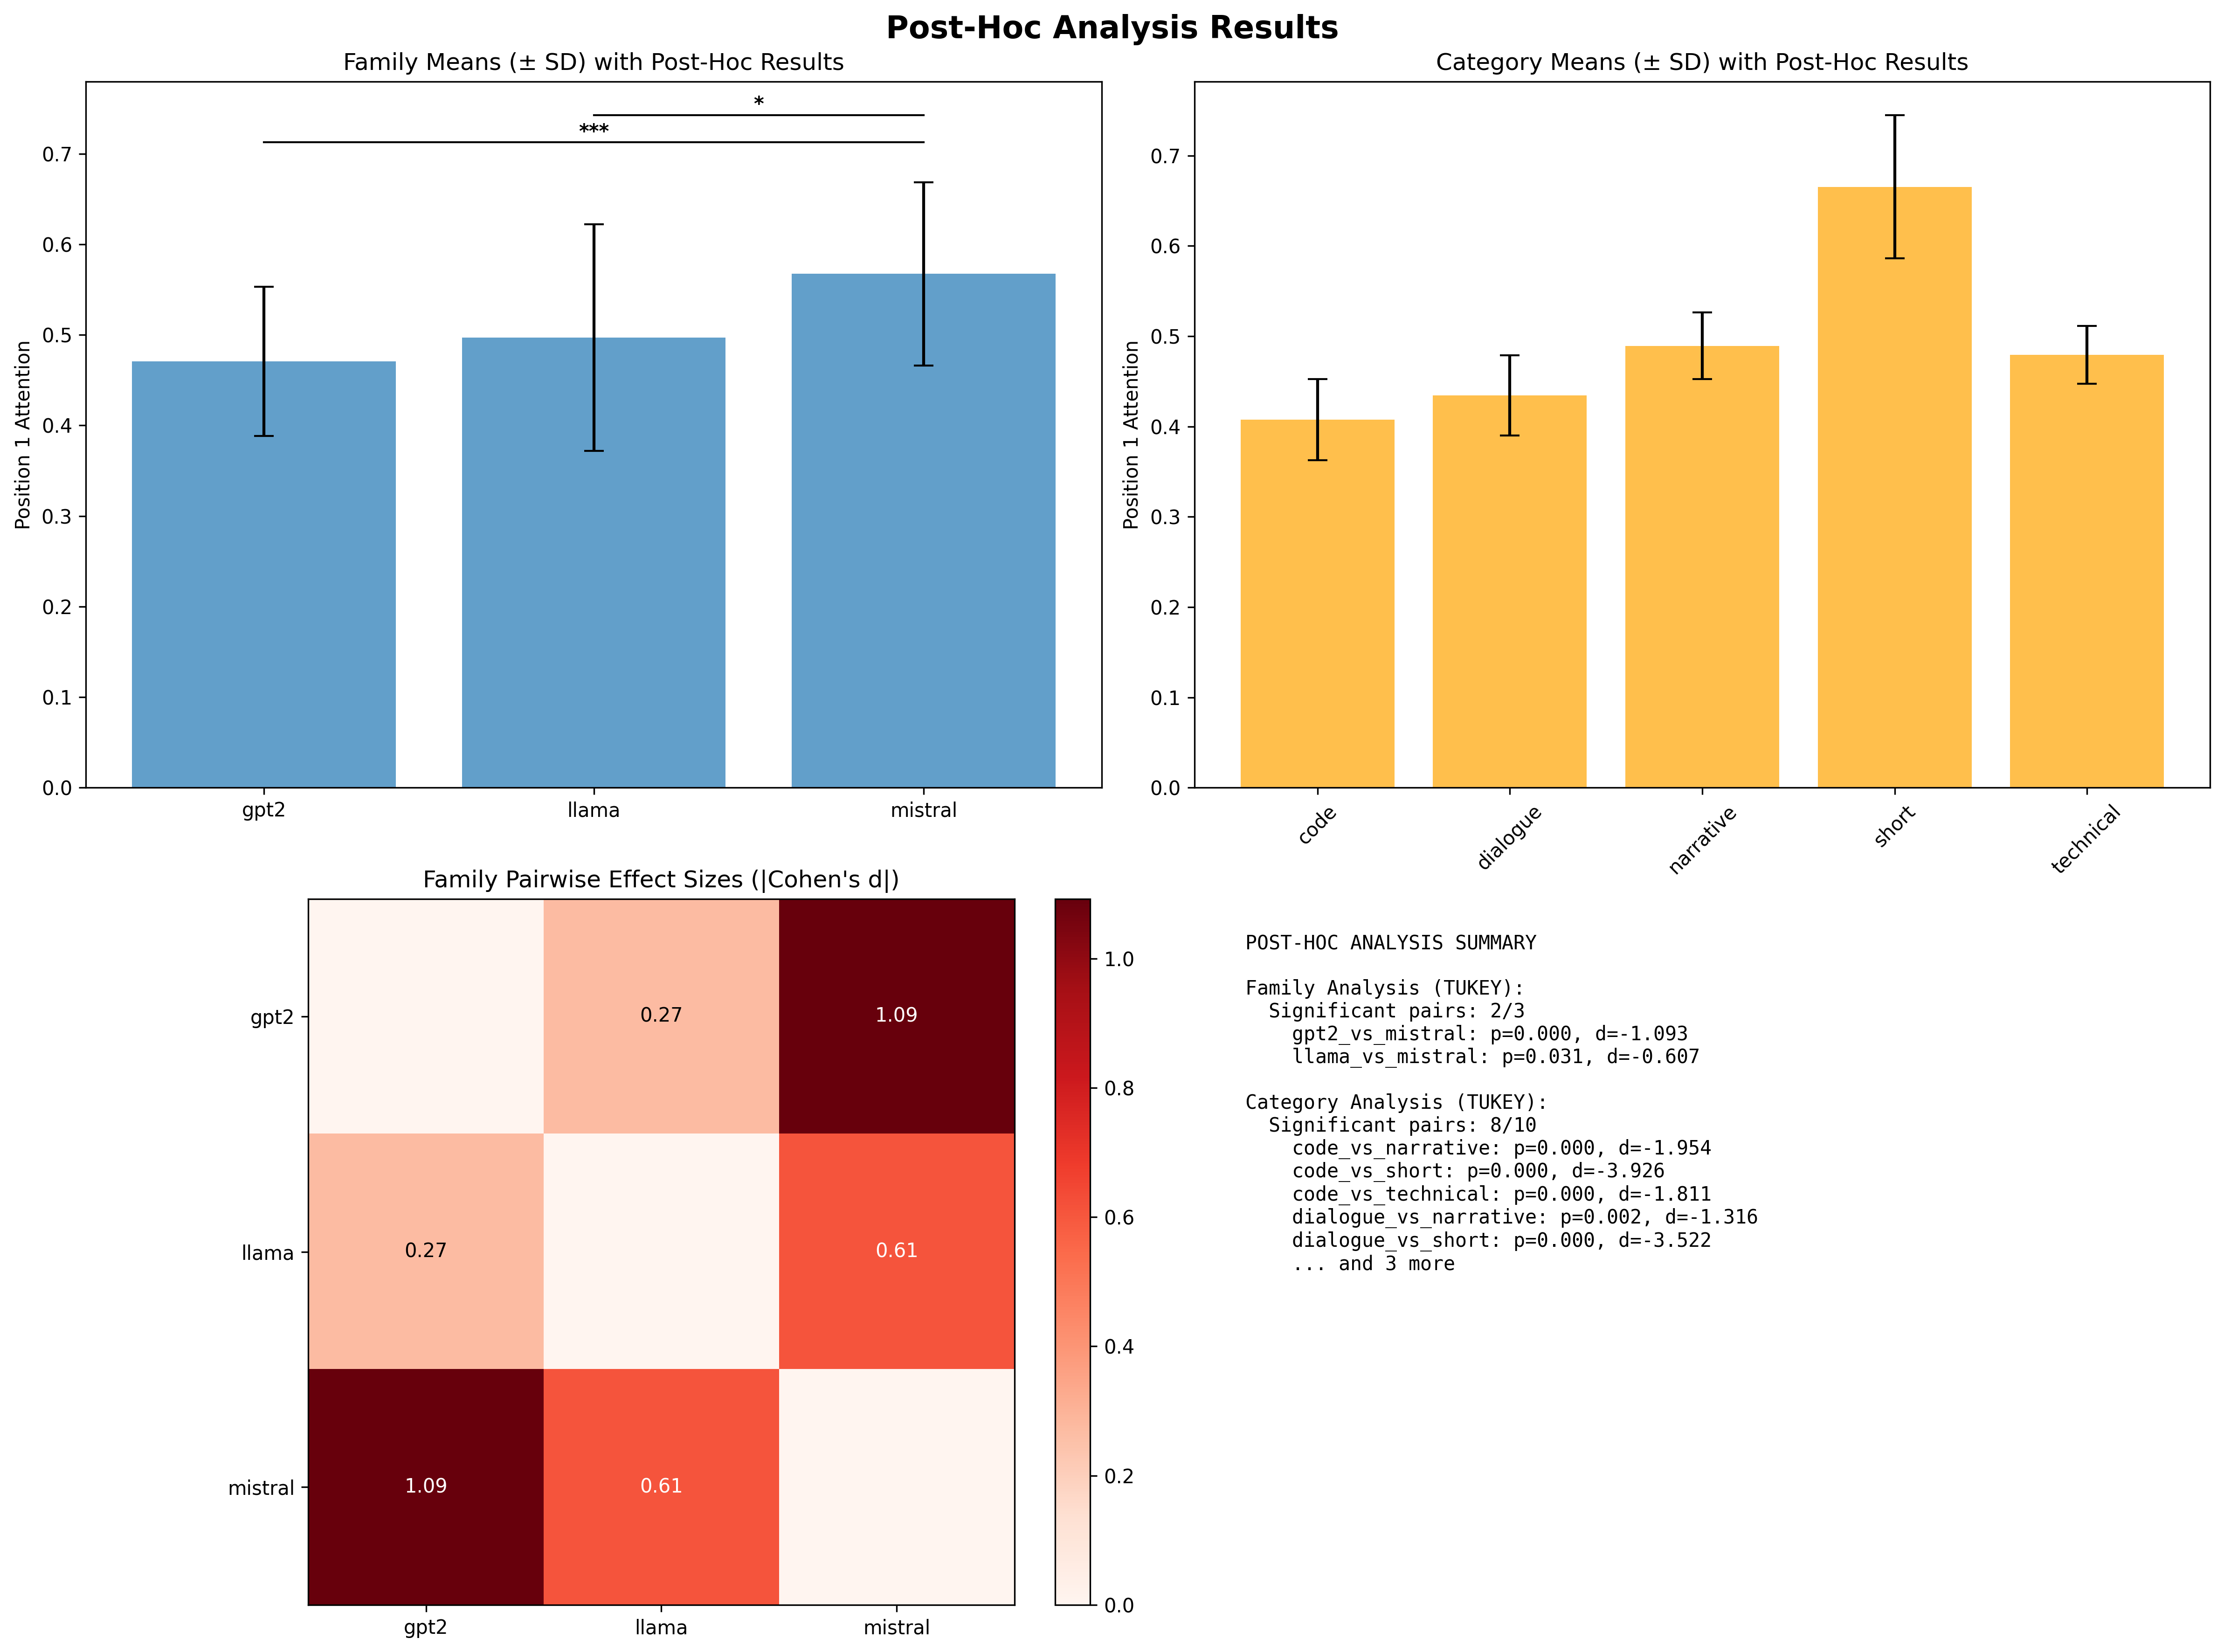 Post-Hoc Analysis Results
Family Means (± SD) with Post-Hoc Results
Position 1 Attention
0.7
0.6
0.5
0.4
0.3
0.2
0.1
0.0
*
***
gpt2
llama
mistral
Category Means (± SD) with Post-Hoc Results
Position 1 Attention
0.7
0.6
0.5
0.4
0.3
0.2
0.1
0.0
code
dialogue
narrative
short
technical
Family Pairwise Effect Sizes (|Cohen's d|)
gpt2
0.27
1.09
llama
0.27
0.61
mistral
1.09
0.61
gpt2
llama
mistral
1.0
0.8
0.6
0.4
0.2
0.0
POST-HOC ANALYSIS SUMMARY
Family Analysis (TUKEY):
Significant pairs: 2/3
gpt2_vs_mistral: p=0.000, d=-1.093
llama_vs_mistral: p=0.031, d=-0.607
Category Analysis (TUKEY):
Significant pairs: 8/10
code_vs_narrative: p=0.000, d=-1.954
code_vs_short: p=0.000, d=-3.926
code_vs_technical: p=0.000, d=-1.811
dialogue_vs_narrative: p=0.002, d=-1.316
dialogue_vs_short: p=0.000, d=-3.522
... and 3 more